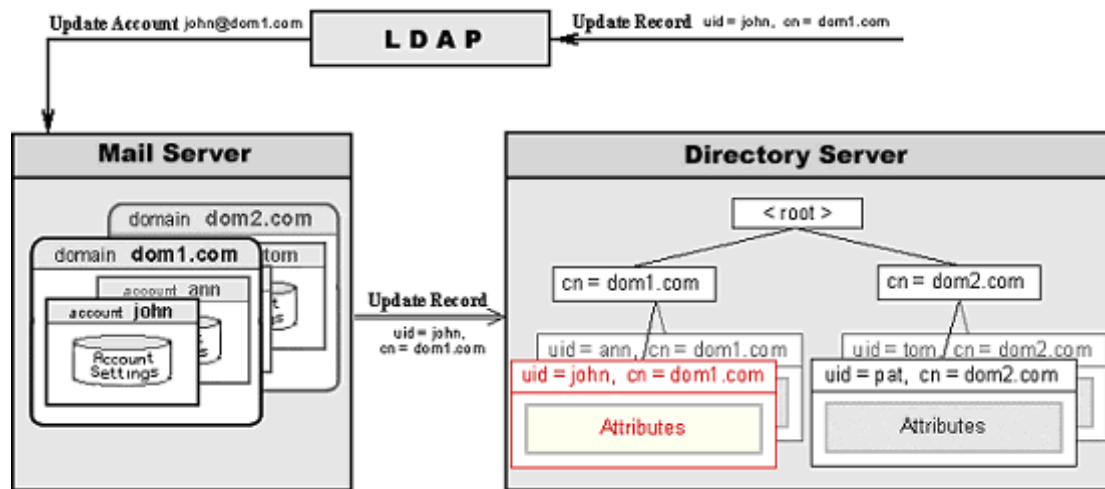 Update Account john@dom1.com
Update Record uid = john, cn = dom1.com
LDAP
Mail Server
domain dom2.com
tom
domain dom1.com
account ann
account john
Account
Settings
Update Record
uid = john,
cn = dom1.com
Directory Server
< root >
cn = dom1.com
cn = dom2.com
uid = ann, cn = dom1.com
uid = john, cn = dom1.com
Attributes
uid = tom, cn = dom2.com
uid = pat, cn = dom2.com
Attributes